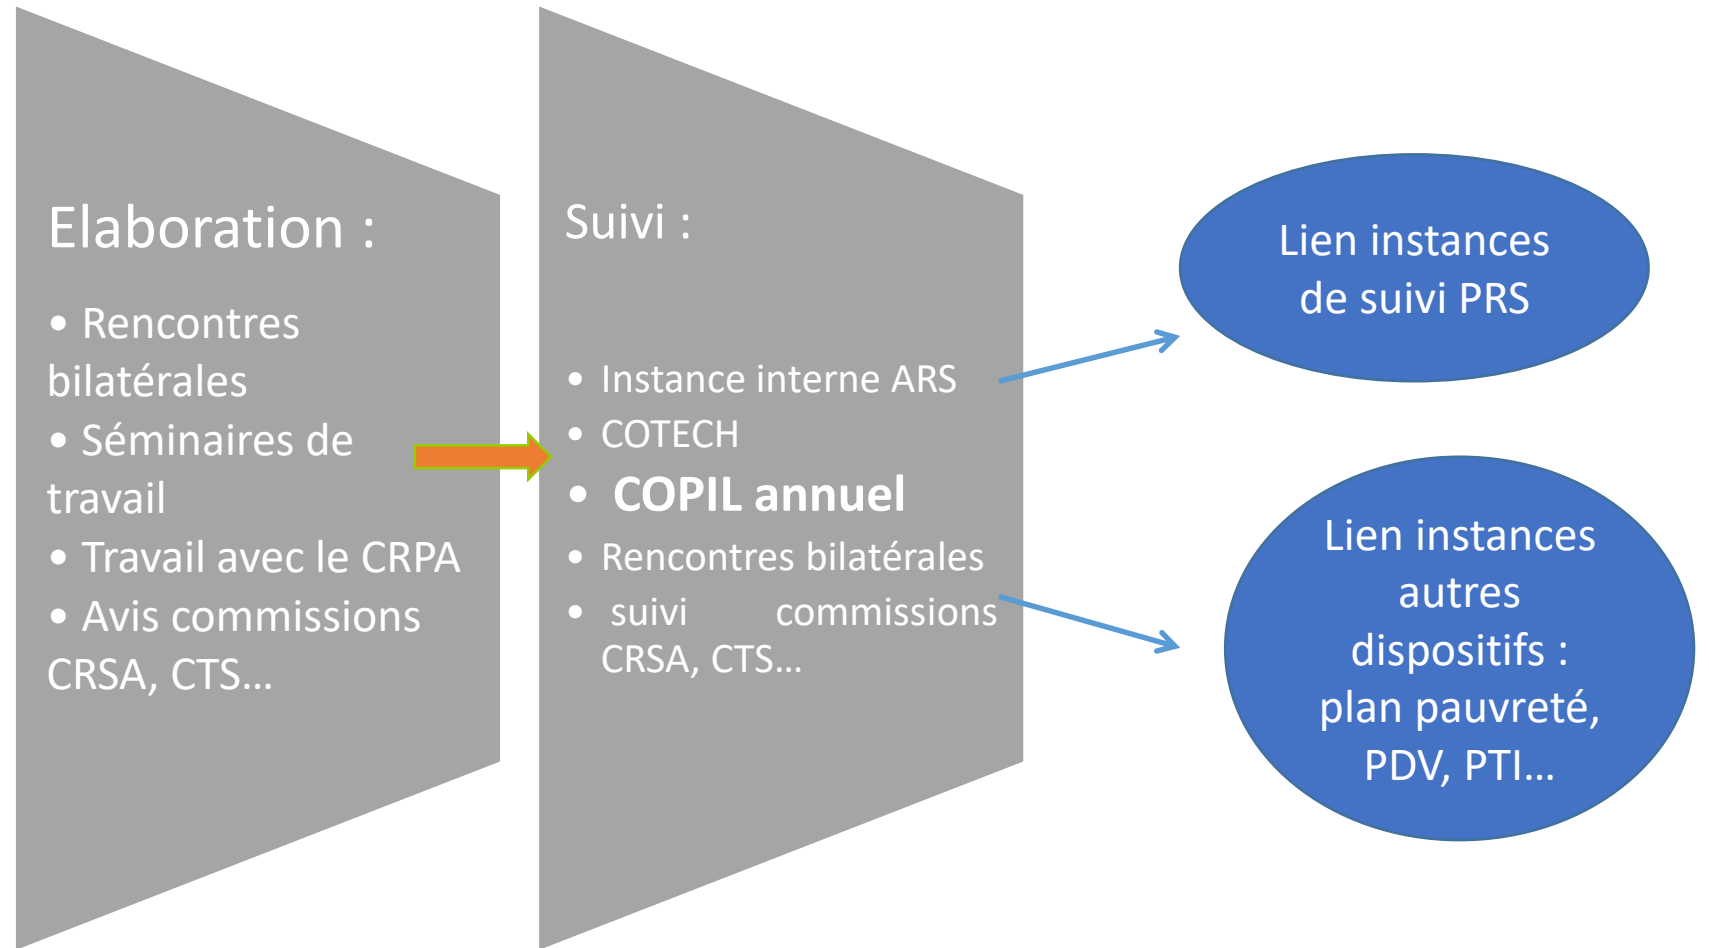 Elaboration :
• Rencontres
bilatérales
• Séminaires de
travail
• Travail avec le CRPA
• Avis commissions
CRSA, CTS...
Suivi :
• Instance interne ARS
• COTECH
• COPIL annuel
• Rencontres bilatérales
• suivi commissions
CRSA, CTS...
Lien instances
de suivi PRS
Lien instances
autres
dispositifs :
plan pauvreté,
PDV, PTI...